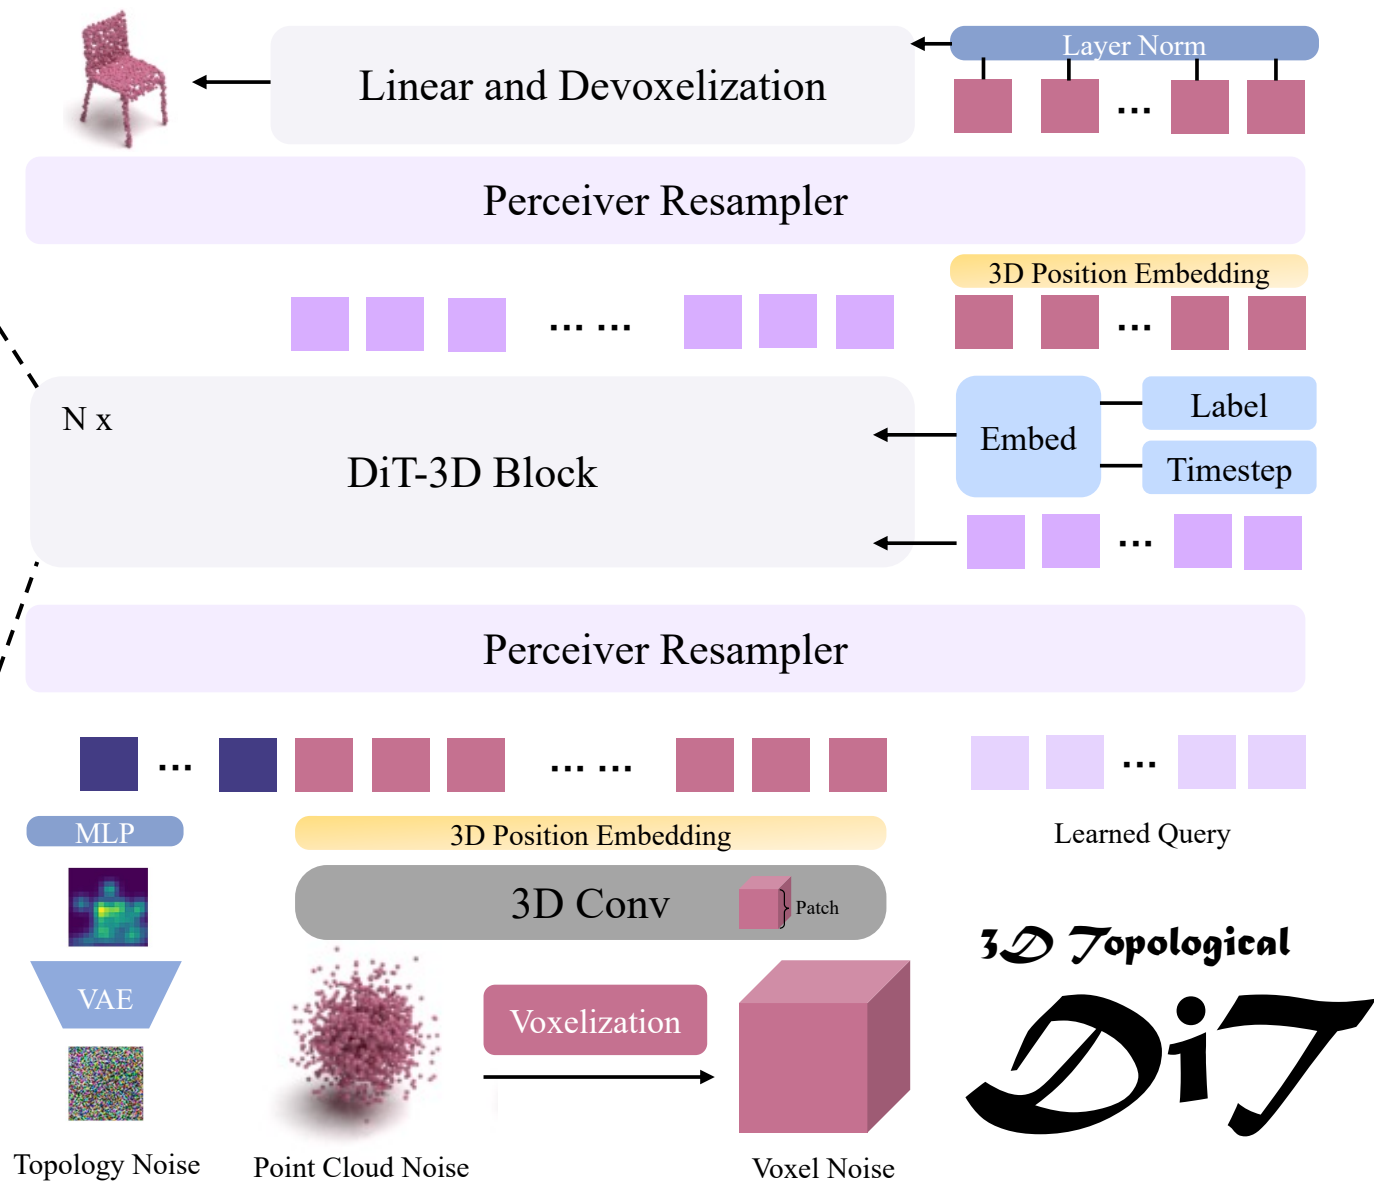 Layer Norm
Linear and Devoxelization
...
Perceiver Resampler
3D Position Embedding
... ...
...
N x
DiT-3D Block
Embed
Label
Timestep
...
Perceiver Resampler
...
... ...
...
MLP
3D Position Embedding
Learned Query
3D Conv
Patch
3D Topological
DiT
VAE
Voxelization
Topology Noise
Point Cloud Noise
Voxel Noise